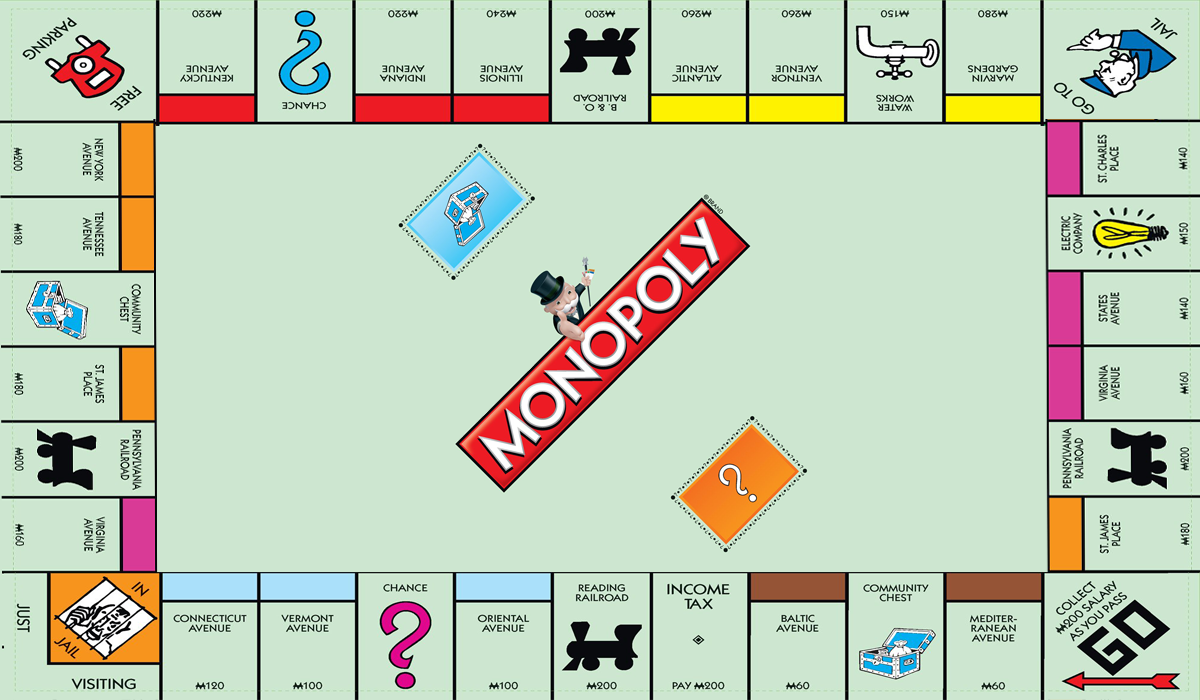 FREE
PARKING
₩220
KENTUCKY
AVENUE
CHANCE
₩220
INDIANA
AVENUE
₩240
ILLINOIS
AVENUE
₩200
B. & O.
RAILROAD
₩260
ATLANTIC
AVENUE
₩260
VENTNOR
AVENUE
₩150
WATER
WORKS
₩280
MARVIN
GARDENS
GO TO
JAIL
NEW YORK
AVENUE
₩200
TENNESSEE
AVENUE
₩180
COMMUNITY
CHEST
ST. JAMES
PLACE
₩180
PENNSYLVANIA
RAILROAD
₩200
VIRGINIA
AVENUE
₩160
® BRAND
MONOPOLY
?
ST. CHARLES
PLACE
₩140
ELECTRIC
COMPANY
₩150
STATES
AVENUE
₩140
VIRGINIA
AVENUE
₩160
PENNSYLVANIA
RAILROAD
₩200
ST. JAMES
PLACE
₩180
JUST
VISITING
IN
JAIL
CONNECTICUT
AVENUE
₩120
VERMONT
AVENUE
₩100
CHANCE
?
ORIENTAL
AVENUE
₩100
READING
RAILROAD
₩200
INCOME
TAX
PAY ₩200
BALTIC
AVENUE
₩60
COMMUNITY
CHEST
MEDITER-
RANEAN
AVENUE
₩60
COLLECT
₩200 SALARY
AS YOU PASS
GO